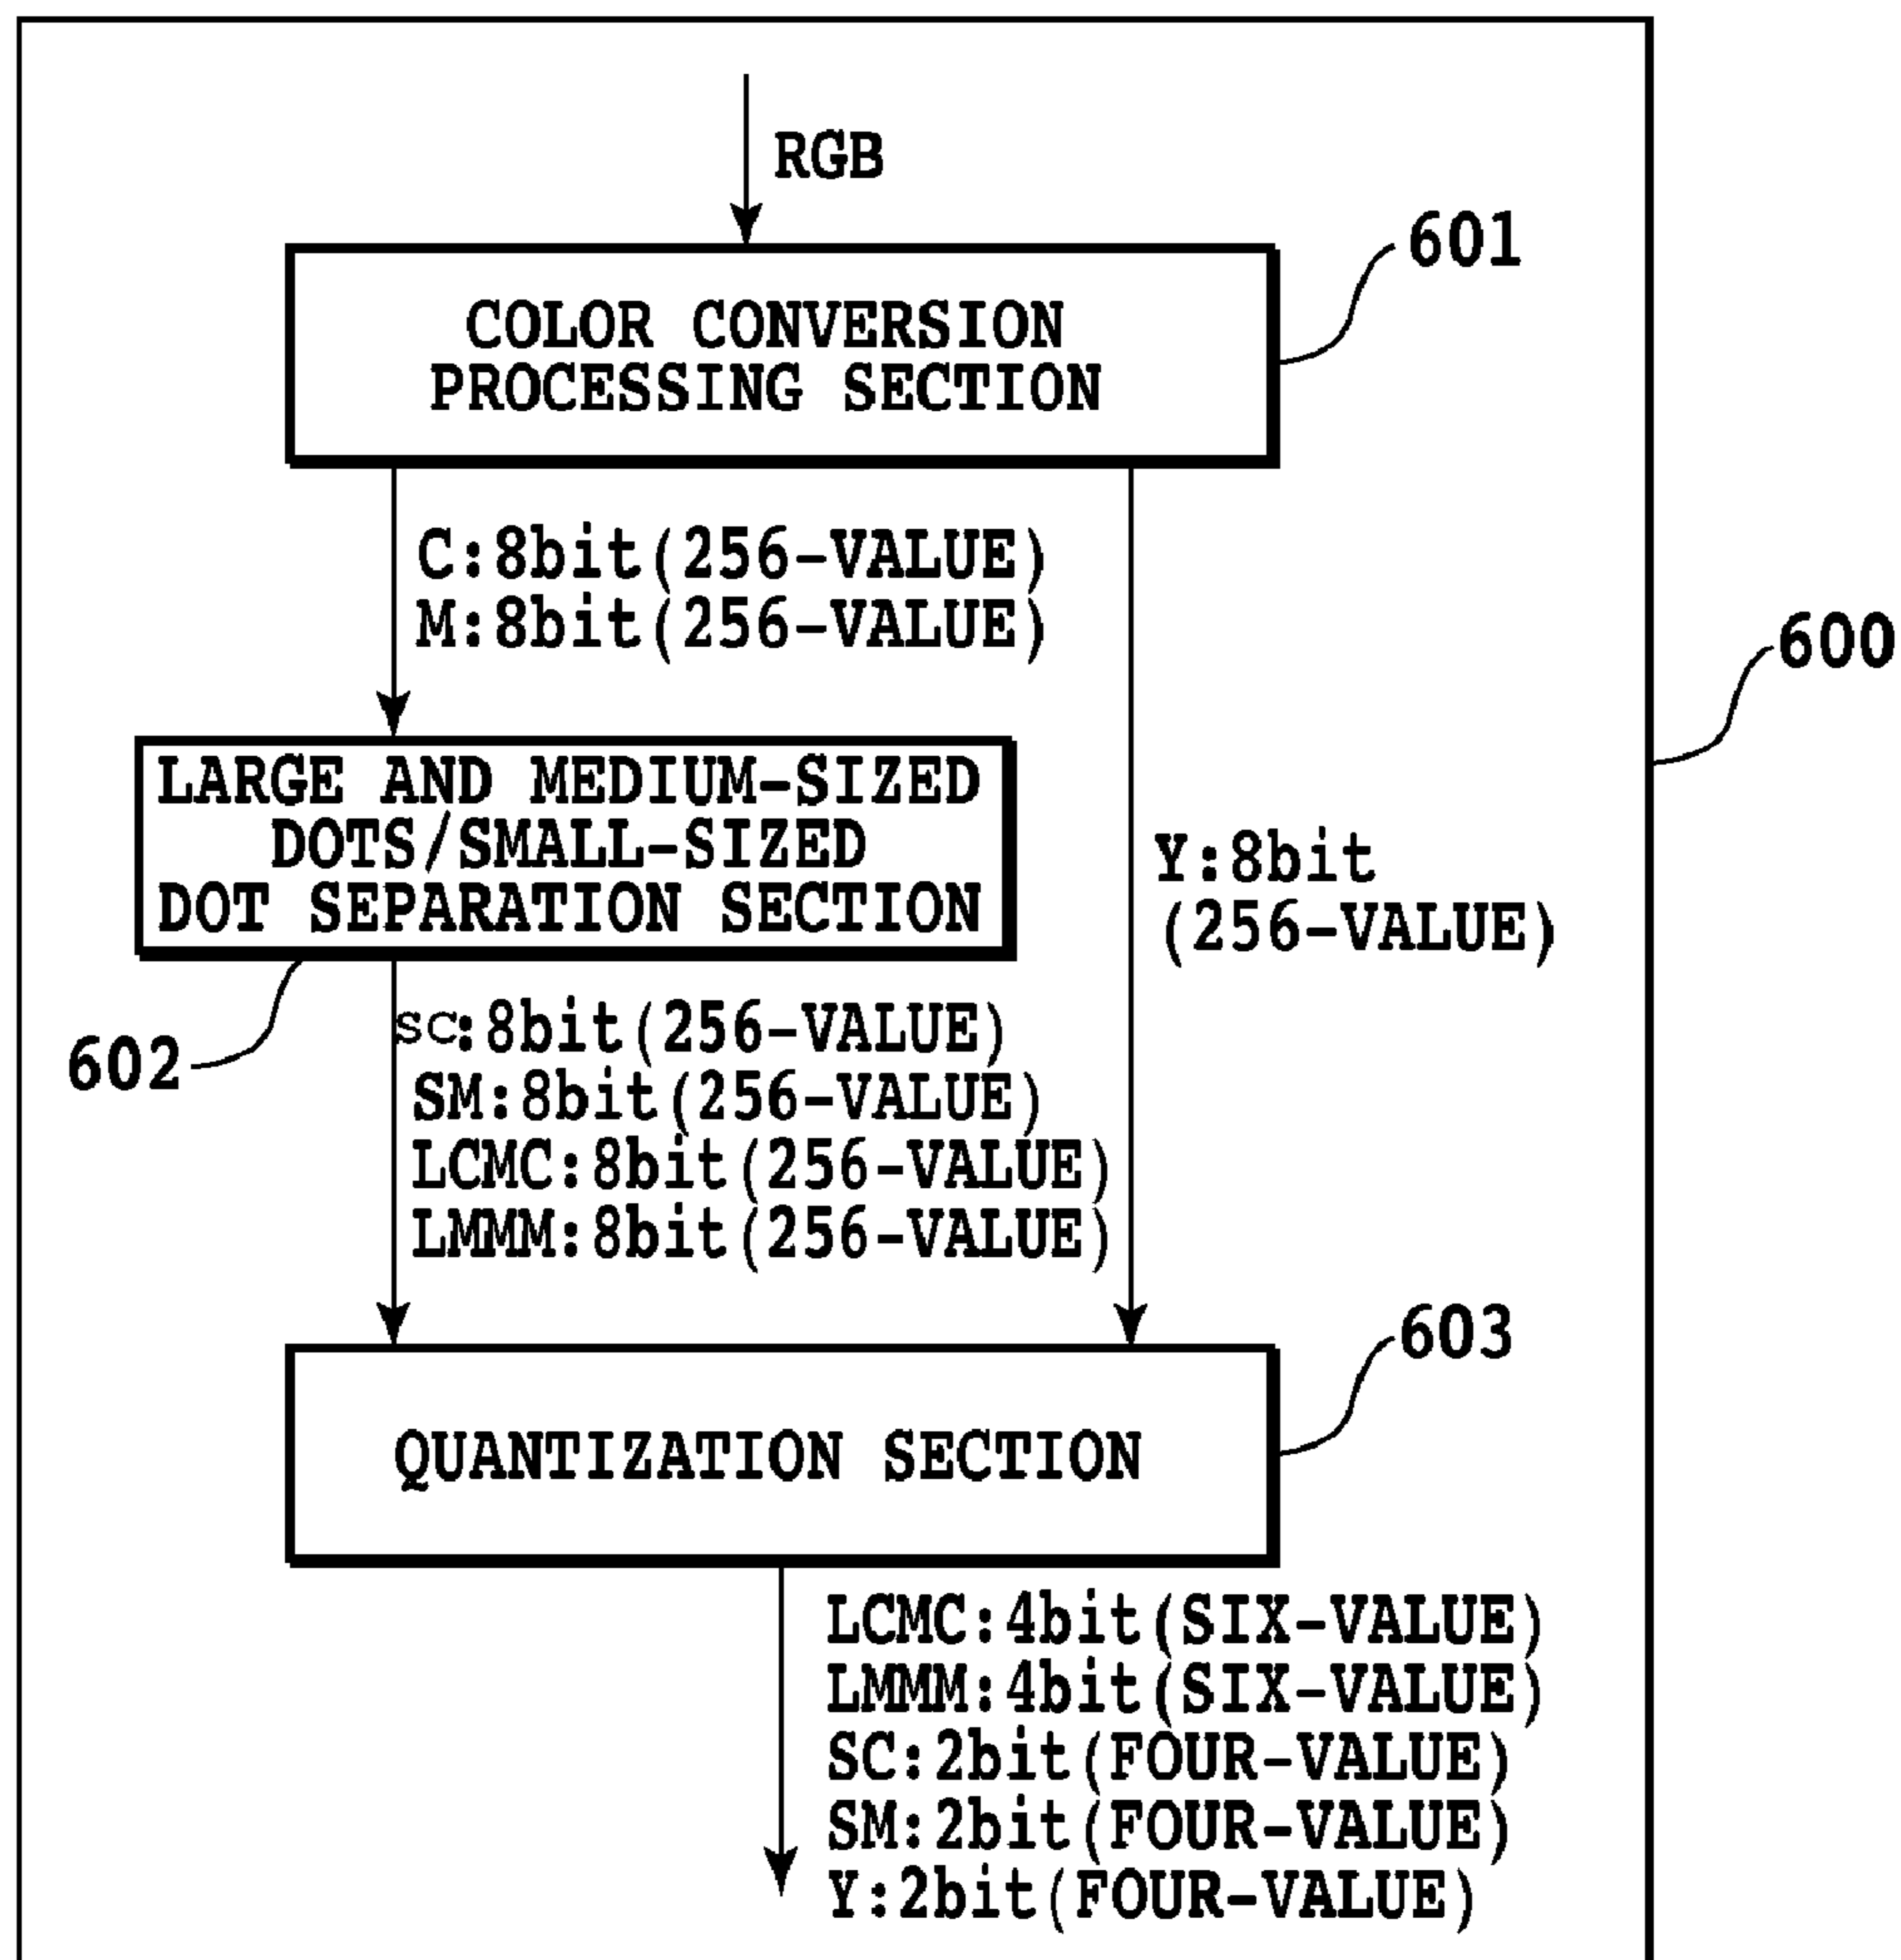 RGB
601
COLOR CONVERSION
PROCESSING SECTION
C:8bit(256-VALUE)
M:8bit(256-VALUE)
600
LARGE AND MEDIUM-SIZED
DOTS/SMALL-SIZED
DOT SEPARATION SECTION
Y:8bit
(256-VALUE)
602
SC:8bit(256-VALUE)
SM:8bit(256-VALUE)
LCMC:8bit(256-VALUE)
LMMM:8bit(256-VALUE)
603
QUANTIZATION SECTION
LCMC:4bit(SIX-VALUE)
LMMM:4bit(SIX-VALUE)
SC:2bit(FOUR-VALUE)
SM:2bit(FOUR-VALUE)
Y:2bit(FOUR-VALUE)